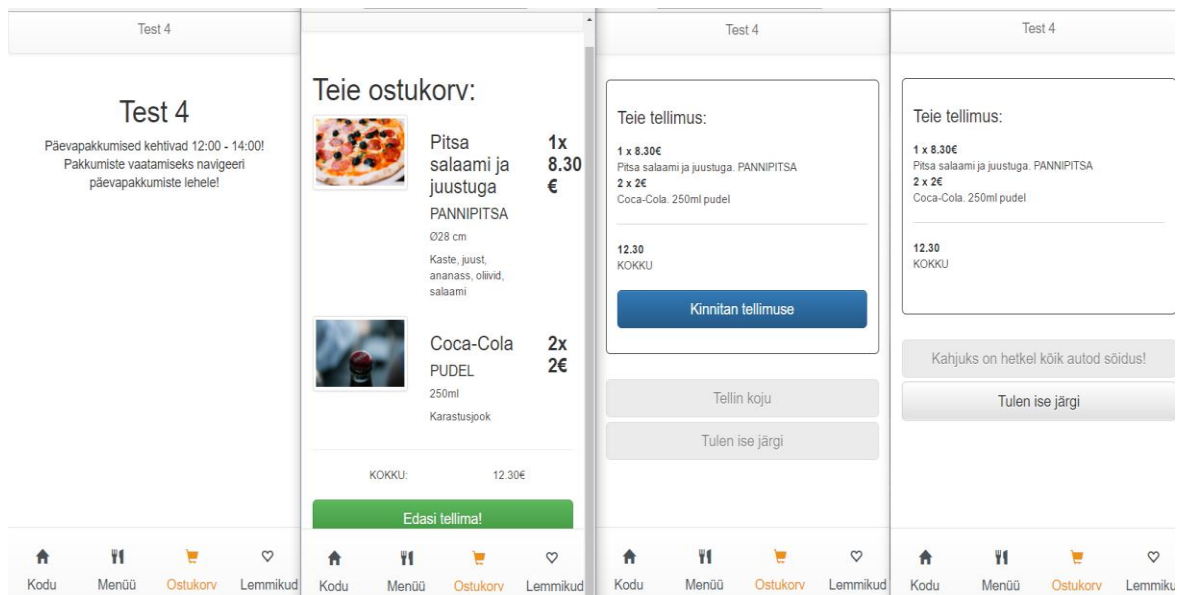 Test 4
Test 4
Päevapakkumised kehtivad 12:00 - 14:00!
Pakkumiste vaatamiseks navigeeri
päevapakkumiste lehele!
Kodu Menüü Ostukorv Lemmikud
Teie ostukorv:
Pitsa
salaami ja
juustuga
1x
8.30
€
PANNIPITSA
Ø28 cm
Kaste, juust,
ananass, oliivid,
salaami
Coca-Cola
2x
2€
PUDEL
250ml
Karastusjook
KOKKU: 12.30€
Edasi tellima!
Kodu Menüü Ostukorv Lemmikud
Test 4
Teie tellimus:
1 x 8.30€
Pitsa salaami ja juustuga. PANNIPITSA
2 x 2€
Coca-Cola. 250ml pudel
12.30
KOKKU
Kinnitan tellimuse
Tellin koju
Tulen ise järgi
Kodu Menüü Ostukorv Lemmikud
Test 4
Teie tellimus:
1 x 8.30€
Pitsa salaami ja juustuga. PANNIPITSA
2 x 2€
Coca-Cola. 250ml pudel
12.30
KOKKU
Kahjuks on hetkel kõik autod sõidus!
Tulen ise järgi
Kodu Menüü Ostukorv Lemmiku